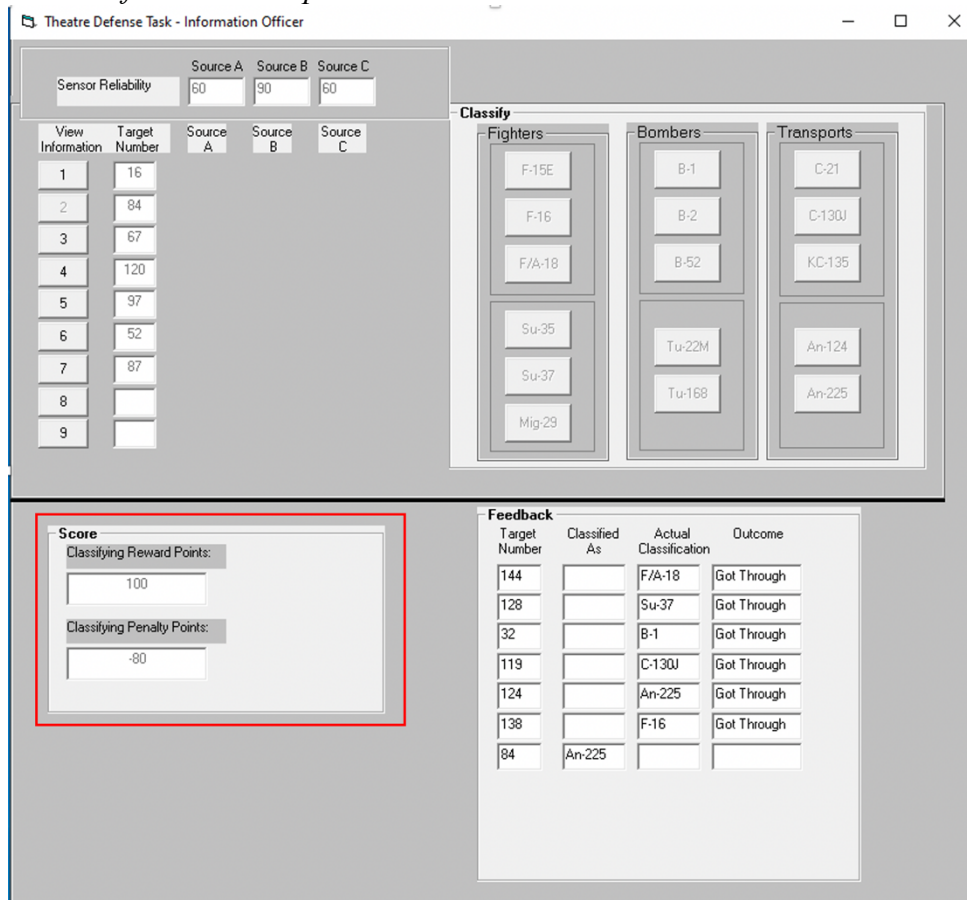 Theatre Defense Task - Information Officer
Source A Source B Source C
Sensor Reliability 60 90 60
View Information Target Number Source A Source B Source C
1 16
2 84
3 67
4 120
5 97
6 52
7 87
8
9
Classify
Fighters Bombers Transports
F-15E B-1 C-21
F-16 B-2 C-130J
F/A-18 B-52 KC-135
Su-35 Tu-22M An-124
Su-37 Tu-168 An-225
Mig-29
Score
Classifying Reward Points:
100
Classifying Penalty Points:
-80
Feedback
Target Number Classified As Actual Classification Outcome
144 F/A-18 Got Through
128 Su-37 Got Through
32 B-1 Got Through
119 C-130J Got Through
124 An-225 Got Through
138 F-16 Got Through
84 An-225